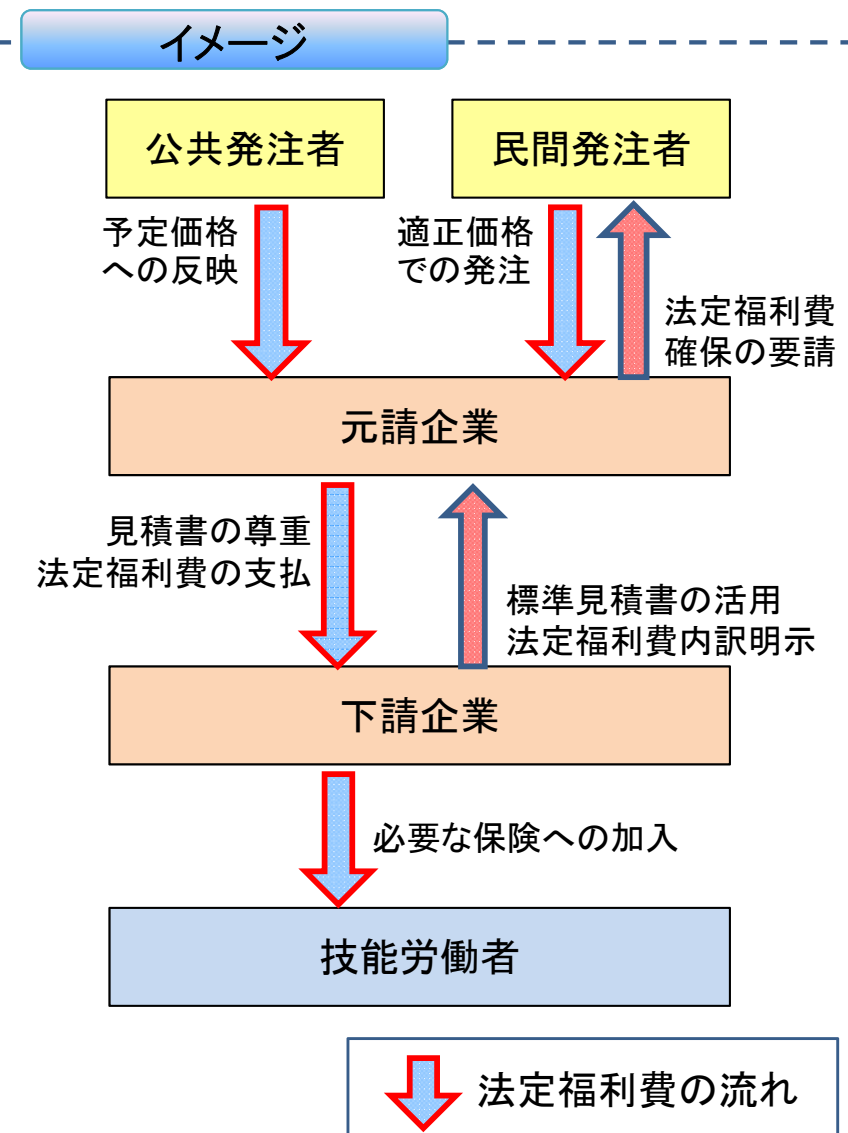 イメージ
公共発注者
民間発注者
予定価格
への反映
適正価格
での発注
法定福利費
確保の要請
元請企業
見積書の尊重
法定福利費の支払
標準見積書の活用
法定福利費内訳明示
下請企業
必要な保険への加入
技能労働者
法定福利費の流れ